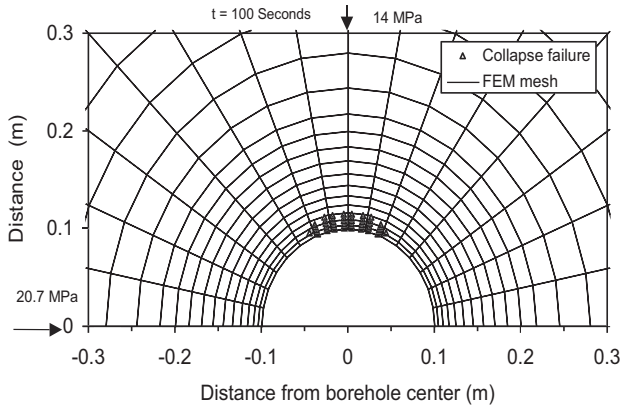 t = 100 Seconds
14 MPa
Collapse failure
FEM mesh
0.3
0.2
0.1
0
Distance (m)
20.7 MPa
-0.3 -0.2 -0.1 0 0.1 0.2 0.3
Distance from borehole center (m)